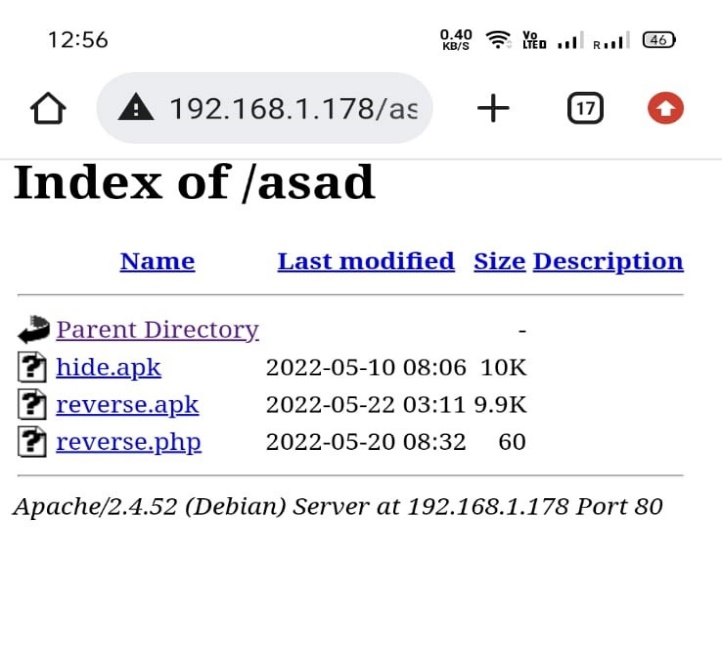 12:56 0.40 KB/S Vo LTED R 46
192.168.1.178/as 17
Index of /asad
Name Last modified Size Description
Parent Directory -
hide.apk 2022-05-10 08:06 10K
reverse.apk 2022-05-22 03:11 9.9K
reverse.php 2022-05-20 08:32 60
Apache/2.4.52 (Debian) Server at 192.168.1.178 Port 80